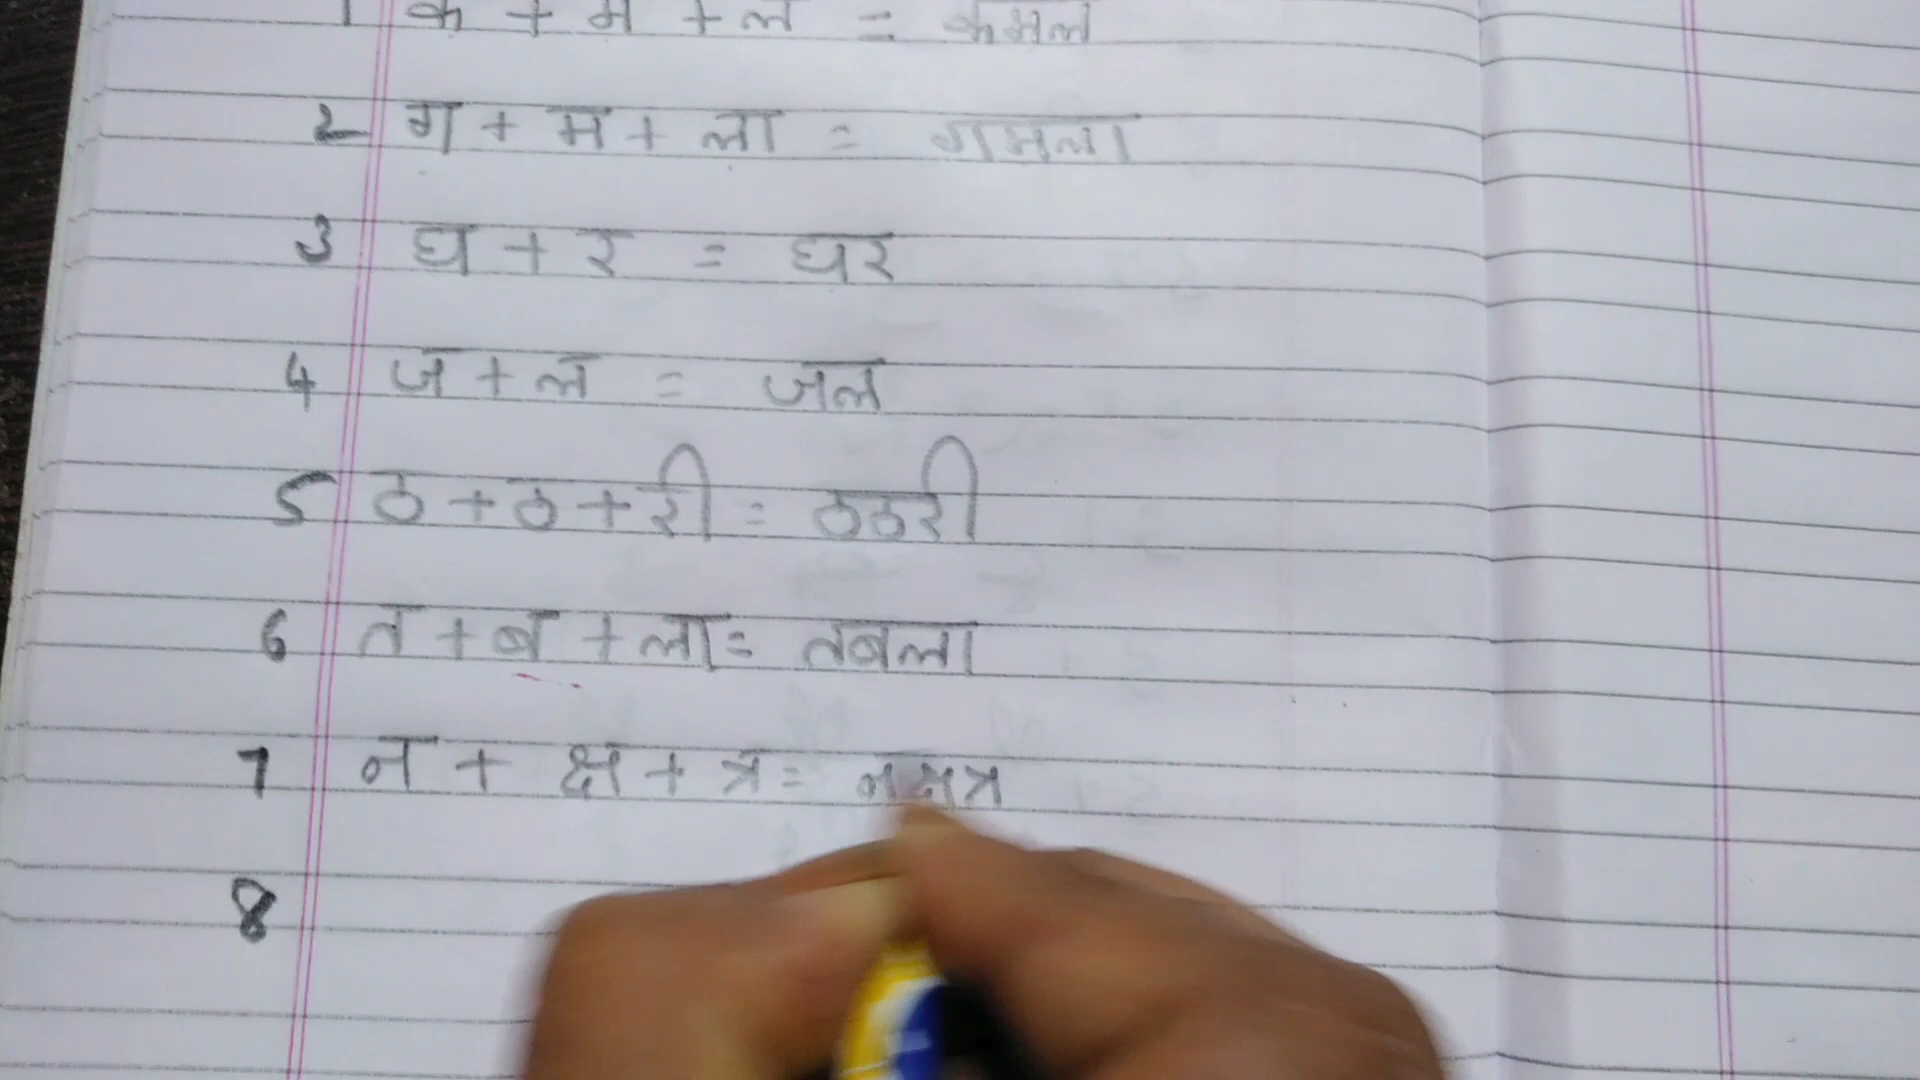 1 क + म + ल = कमल
2 ग + म + ला = गमला
3 घ + र = घर
4 ज + ल = जल
5 ठ + ठ + री = ठठरी
6 त + ब + ला = तबला
7 न + क्ष + त्र = नक्षत्र
8